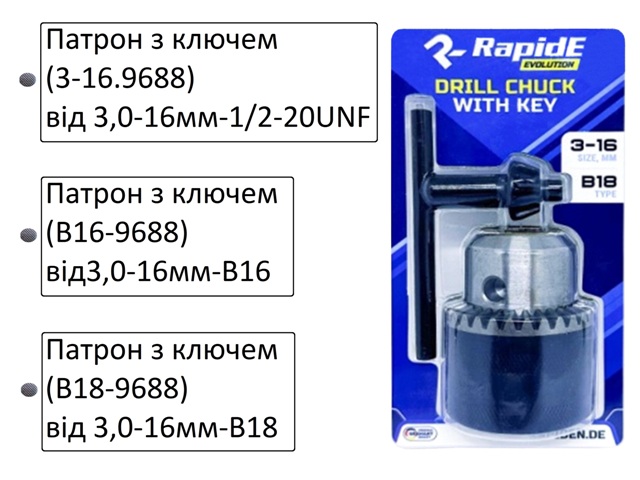 Патрон з ключем
(3-16.9688)
від 3,0-16мм-1/2-20UNF
Патрон з ключем
(B16-9688)
від3,0-16мм-B16
Патрон з ключем
(B18-9688)
від 3,0-16мм-B18
RapidE
EVOLUTION
DRILL CHUCK
WITH KEY
3-16
SIZE, MM
B18
TYPE